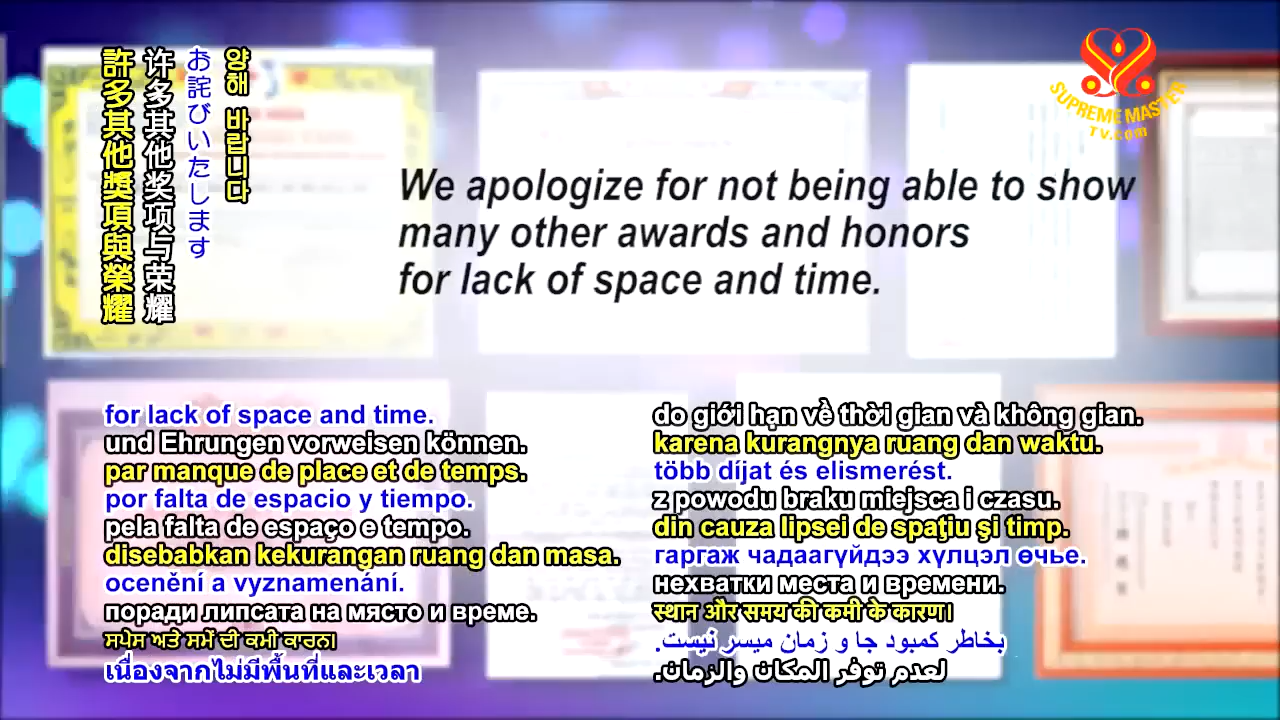 양해 바랍니다
お詫びいたします
许多其他奖项与荣耀
許多其他獎項與榮耀
SUPREME MASTER
TV.com
We apologize for not being able to show
many other awards and honors
for lack of space and time.
for lack of space and time.
und Ehrungen vorweisen können.
par manque de place et de temps.
por falta de espacio y tiempo.
pela falta de espaço e tempo.
disebabkan kekurangan ruang dan masa.
ocenění a vyznamenání.
поради липсата на място и време.
ਸਪੇਸ ਅਤੇ ਸਮੇਂ ਦੀ ਕਮੀ ਕਾਰਨ।
เนื่องจากไม่มีพื้นที่และเวลา
do giới hạn về thời gian và không gian.
karena kurangnya ruang dan waktu.
több díjat és elismerést.
z powodu braku miejsca i czasu.
din cauza lipsei de spaţiu şi timp.
гаргаж чадаагүйдээ хүлцэл өчье.
нехватки места и времени.
स्थान और समय की कमी के कारण।
بخاطر کمبود جا و زمان میسر نیست.
لعدم توفر المكان والزمان.